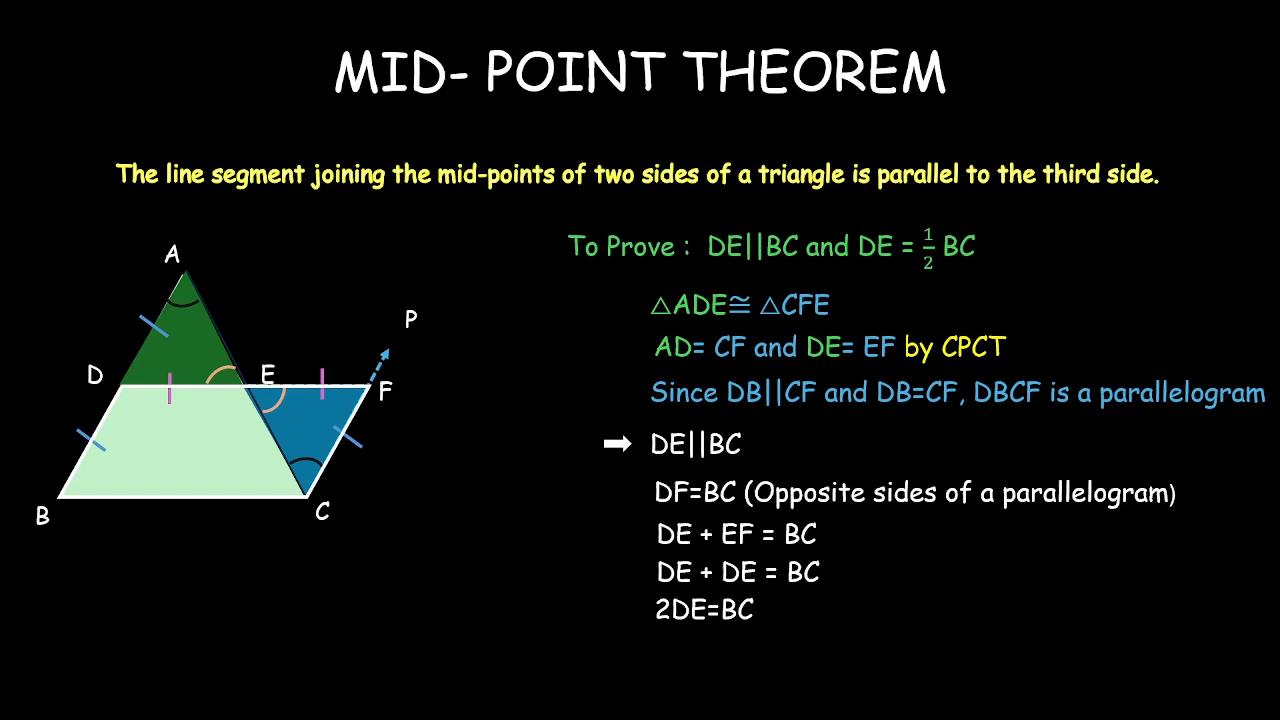 MID- POINT THEOREM
The line segment joining the mid-points of two sides of a triangle is parallel to the third side.
To Prove : DE||BC and DE = 1/2 BC
△ADE≅ △CFE
AD= CF and DE= EF by CPCT
Since DB||CF and DB=CF, DBCF is a parallelogram
➡ DE||BC
DF=BC (Opposite sides of a parallelogram)
DE + EF = BC
DE + DE = BC
2DE=BC
A
P
D
E
F
B
C